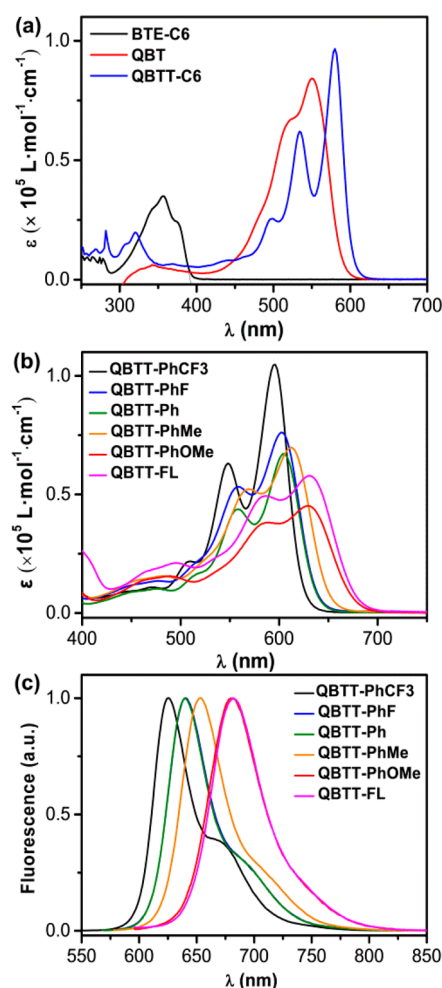 (a)
BTE-C6
QBT
QBTT-C6
1.0
0.5
0.0
ε (× 10⁵ L·mol⁻¹·cm⁻¹)
300 400 500 600 700
λ (nm)
(b)
QBTT-PhCF3
QBTT-PhF
QBTT-Ph
QBTT-PhMe
QBTT-PhOMe
QBTT-FL
1.0
0.5
0.0
ε (×10⁵ L·mol⁻¹·cm⁻¹)
400 500 600 700
λ (nm)
(c)
QBTT-PhCF3
QBTT-PhF
QBTT-Ph
QBTT-PhMe
QBTT-PhOMe
QBTT-FL
1.0
0.5
0.0
Fluorescence (a.u.)
550 600 650 700 750 800 850
λ (nm)